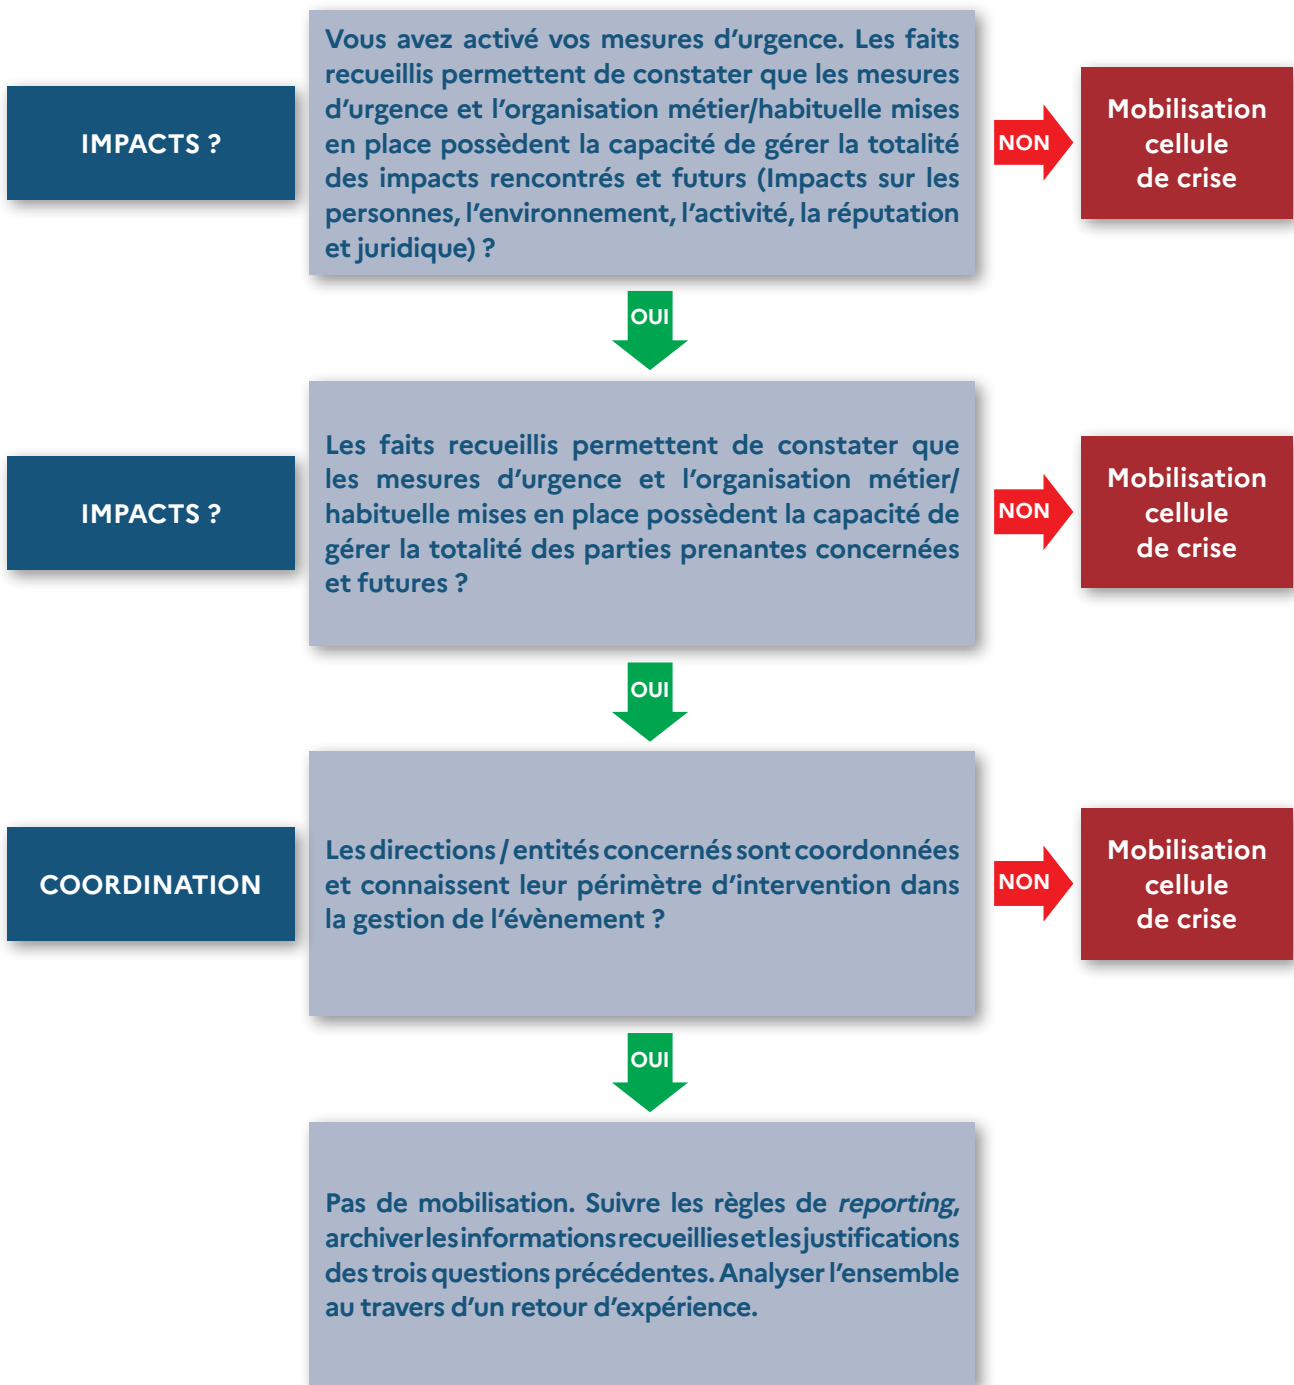 IMPACTS ?
Vous avez activé vos mesures d’urgence. Les faits
recueillis permettent de constater que les mesures
d’urgence et l’organisation métier/habituelle mises
en place possèdent la capacité de gérer la totalité
des impacts rencontrés et futurs (Impacts sur les
personnes, l’environnement, l’activité, la réputation
et juridique) ?
NON
Mobilisation
cellule
de crise
OUI
IMPACTS ?
Les faits recueillis permettent de constater que
les mesures d’urgence et l’organisation métier/
habituelle mises en place possèdent la capacité de
gérer la totalité des parties prenantes concernées
et futures ?
NON
Mobilisation
cellule
de crise
OUI
COORDINATION
Les directions / entités concernés sont coordonnées
et connaissent leur périmètre d’intervention dans
la gestion de l’évènement ?
NON
Mobilisation
cellule
de crise
OUI
Pas de mobilisation. Suivre les règles de reporting,
archiver les informations recueillies et les justifications
des trois questions précédentes. Analyser l’ensemble
au travers d’un retour d’expérience.